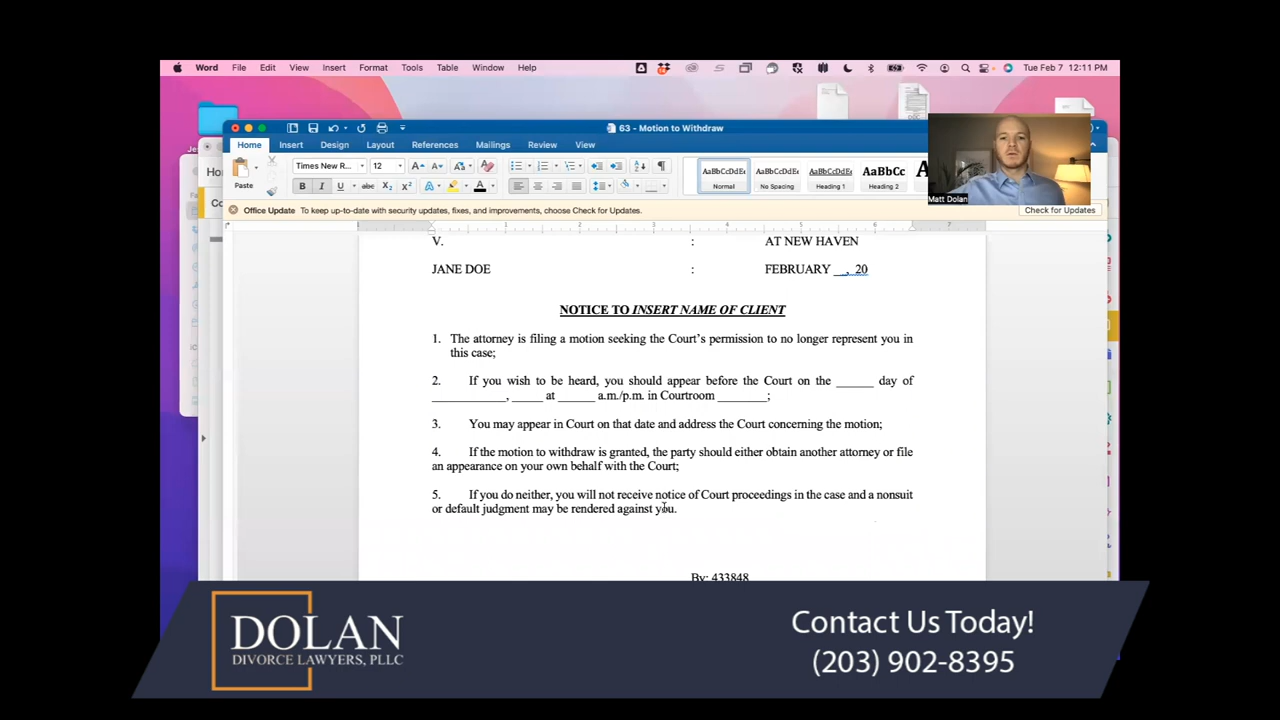 Word File Edit View Insert Format Tools Table Window Help Tue Feb 7 12:11 PM
63 - Motion to Withdraw
Home Insert Design Layout References Mailings Review View
Paste
Times New R... 12
AaBbCcDdEe AaBbCcDdEe AaBbCcDdEe AaBbCc
Normal No Spacing Heading 1 Heading 2
Matt Dolan
Office Update To keep up-to-date with security updates, fixes, and improvements, choose Check for Updates. Check for Updates
V. : AT NEW HAVEN
JANE DOE : FEBRUARY __, 20
NOTICE TO INSERT NAME OF CLIENT
1. The attorney is filing a motion seeking the Court's permission to no longer represent you in
this case;
2. If you wish to be heard, you should appear before the Court on the ______ day of
____________, _____ at ______ a.m./p.m. in Courtroom ________;
3. You may appear in Court on that date and address the Court concerning the motion;
4. If the motion to withdraw is granted, the party should either obtain another attorney or file
an appearance on your own behalf with the Court;
5. If you do neither, you will not receive notice of Court proceedings in the case and a nonsuit
or default judgment may be rendered against you.
By: 433848
DOLAN
DIVORCE LAWYERS, PLLC
Contact Us Today!
(203) 902-8395